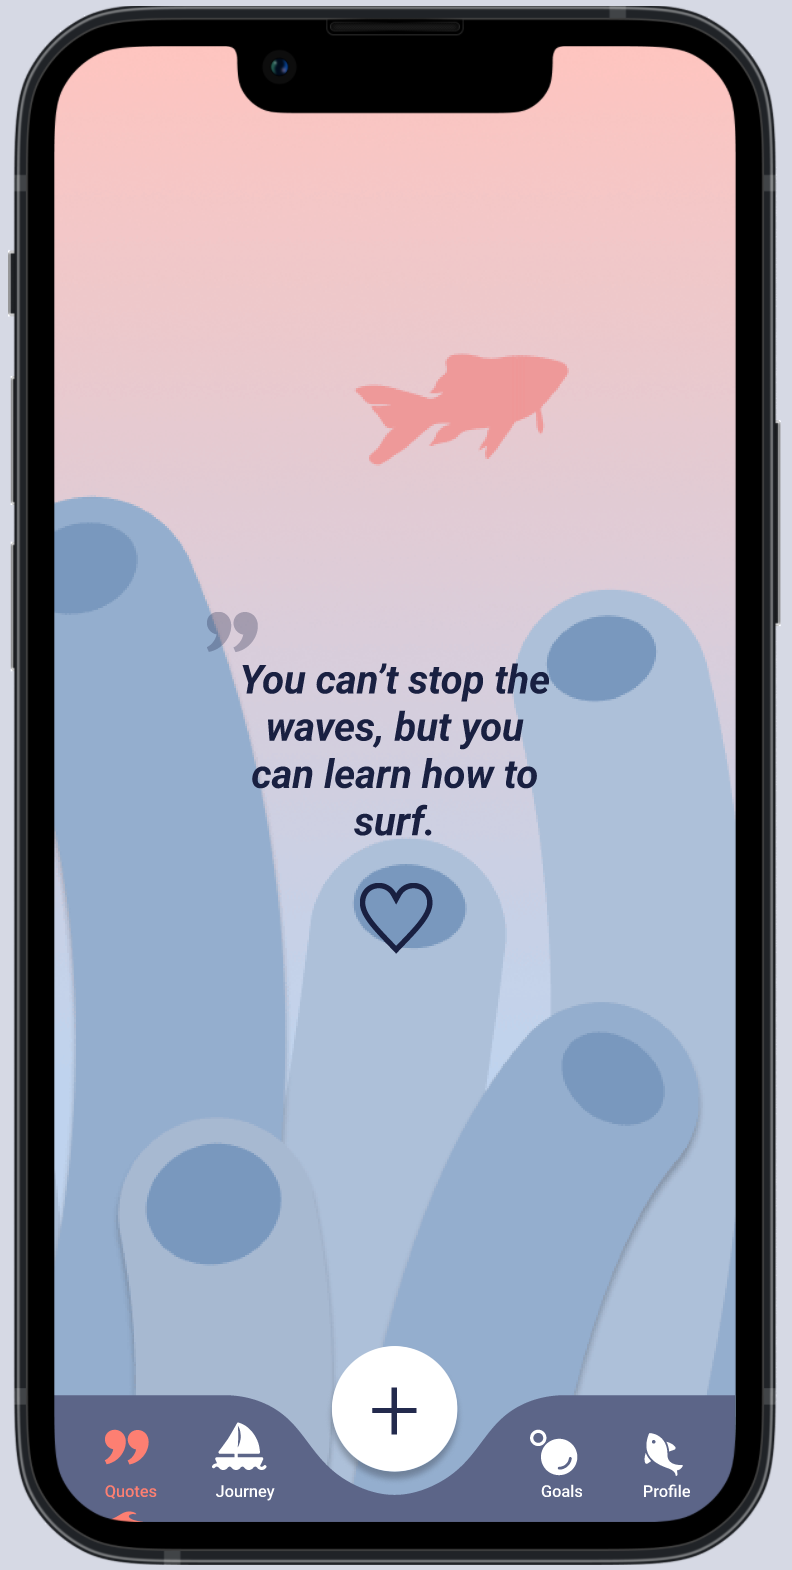 ”
You can’t stop the
waves, but you
can learn how to
surf.
Quotes
Journey
Goals
Profile